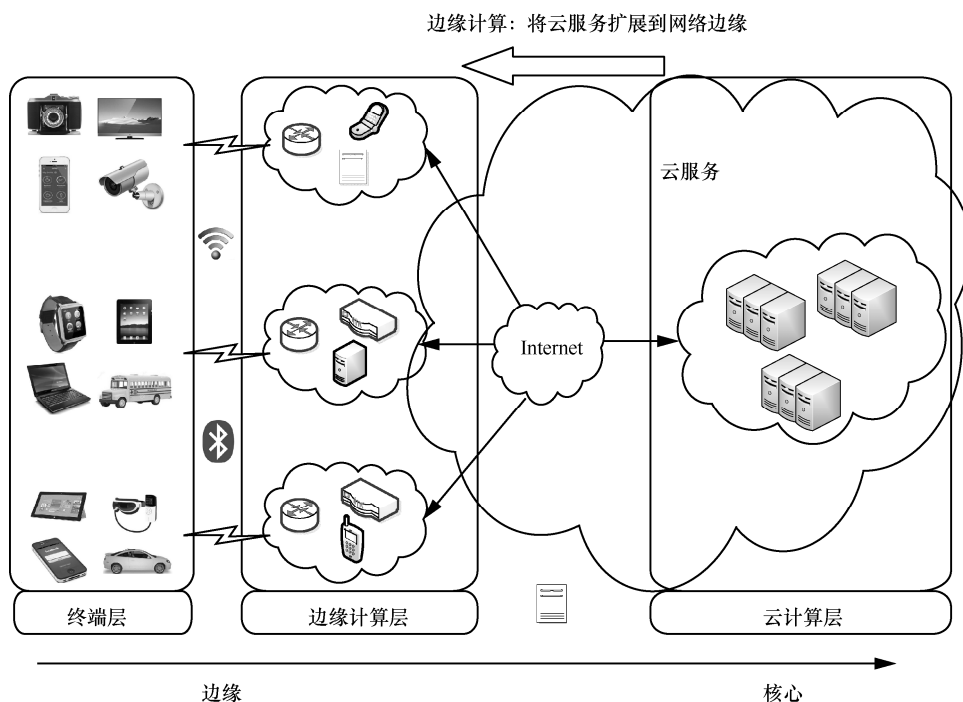 边缘计算：将云服务扩展到网络边缘
云服务
Internet
终端层
边缘计算层
云计算层
边缘
核心